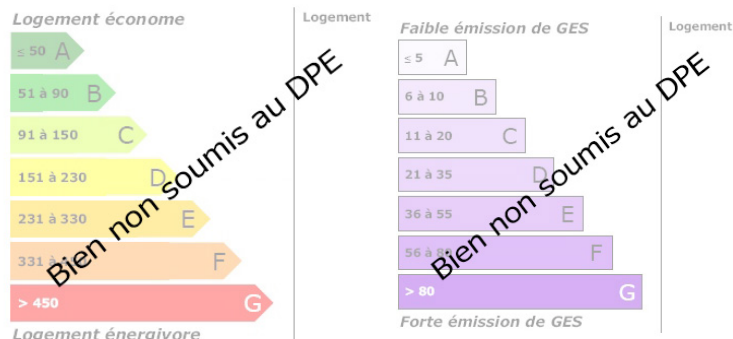 Logement économe
Logement
≤ 50 A
51 à 90 B
91 à 150 C
151 à 230 D
231 à 330 E
331 F
> 450 G
Logement énergivore
Bien non soumis au DPE
Faible émission de GES
Logement
≤ 5 A
6 à 10 B
11 à 20 C
21 à 35 D
36 à 55 E
56 à F
> 80 G
Forte émission de GES
Bien non soumis au DPE